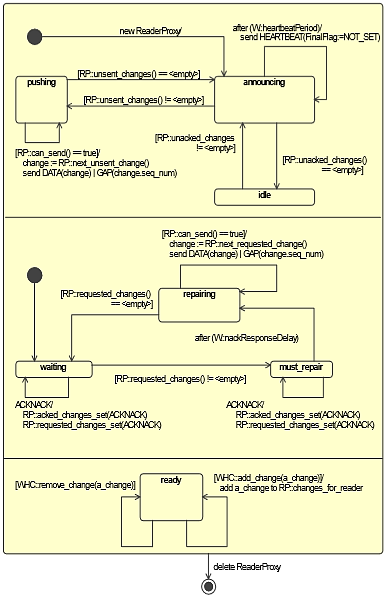 new ReaderProxy/
after (W::heartbeatPeriod)/
send HEARTBEAT(FinalFlag:=NOT_SET)
[RP::unsent_changes() == <empty>]
pushing
announcing
[RP::unsent_changes() != <empty>]
[RP::unacked_changes
!= <empty>]
[RP::can_send() == true]/
change := RP::next_unsent_change()
send DATA(change) | GAP(change.seq_num)
[RP::unacked_changes()
== <empty>]
idle
[RP::can_send() == true]/
change := RP::next_requested_change()
send DATA(change) | GAP(change.seq_num)
[RP::requested_changes()
== <empty>]
repairing
after (W::nackResponseDelay)
waiting
must_repair
[RP::requested_changes() != <empty>]
ACKNACK/
RP::acked_changes_set(ACKNACK)
RP::requested_changes_set(ACKNACK)
ACKNACK/
RP::acked_changes_set(ACKNACK)
RP::requested_changes_set(ACKNACK)
[WHC::remove_change(a_change)]
ready
[WHC::add_change(a_change)]/
add a_change to RP::changes_for_reader
delete ReaderProxy